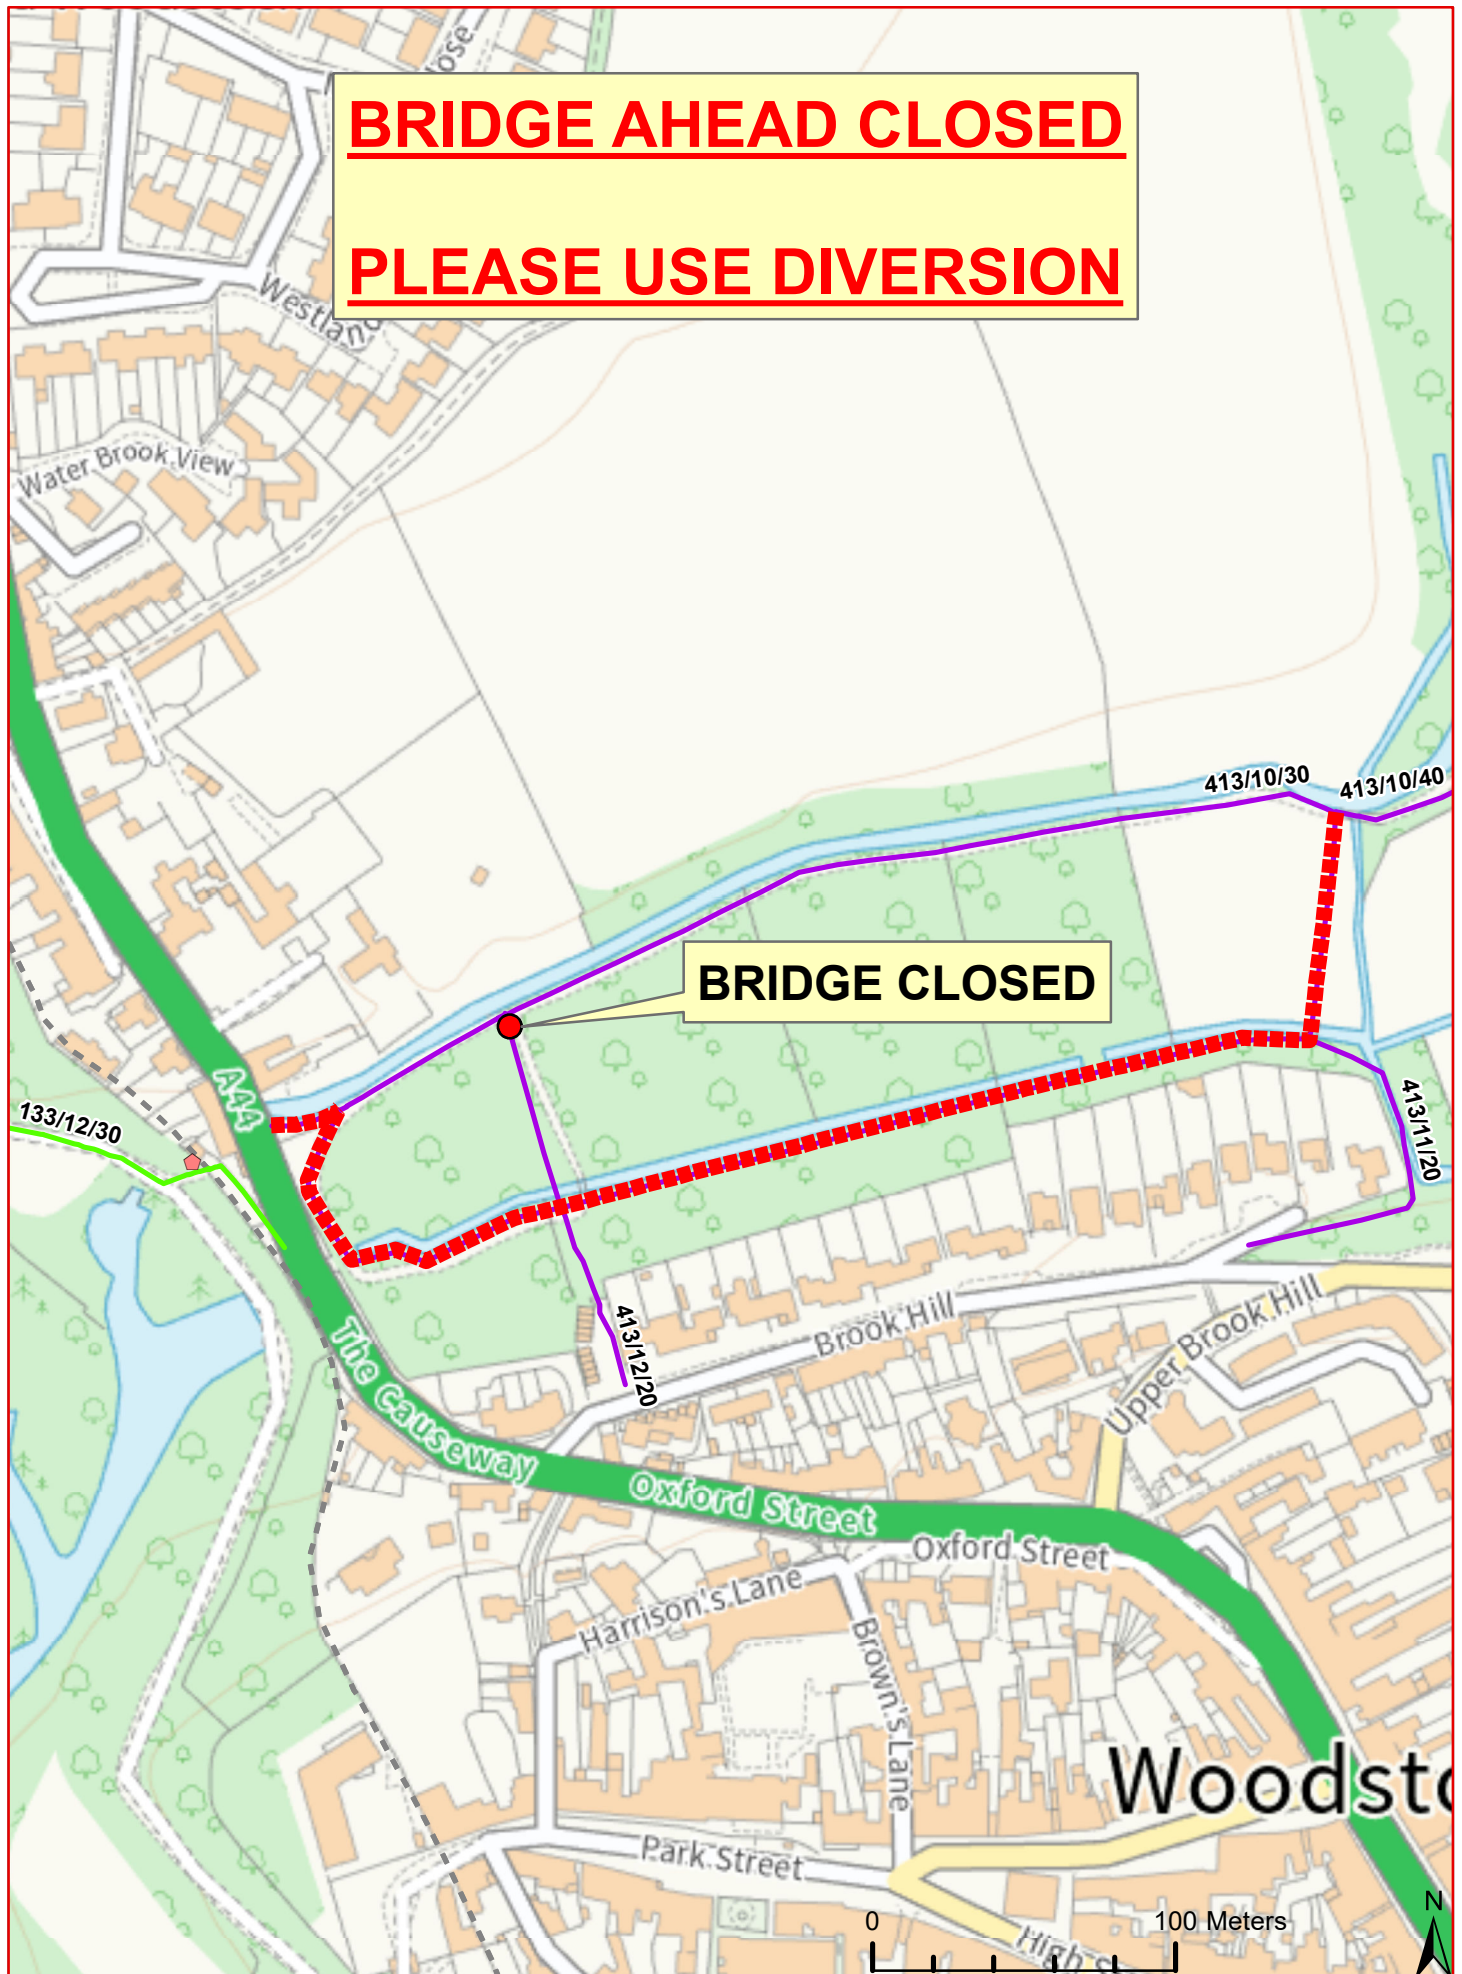 BRIDGE AHEAD CLOSED
PLEASE USE DIVERSION
Westland
Water Brook View
413/10/30
413/10/40
BRIDGE CLOSED
A44
133/12/30
413/11/20
413/12/20
Brook Hill
Upper Brook Hill
The Causeway
Oxford Street
Oxford Street
Harrison's Lane
Brown's Lane
Woodsto
Park Street
High S
0
100 Meters
N